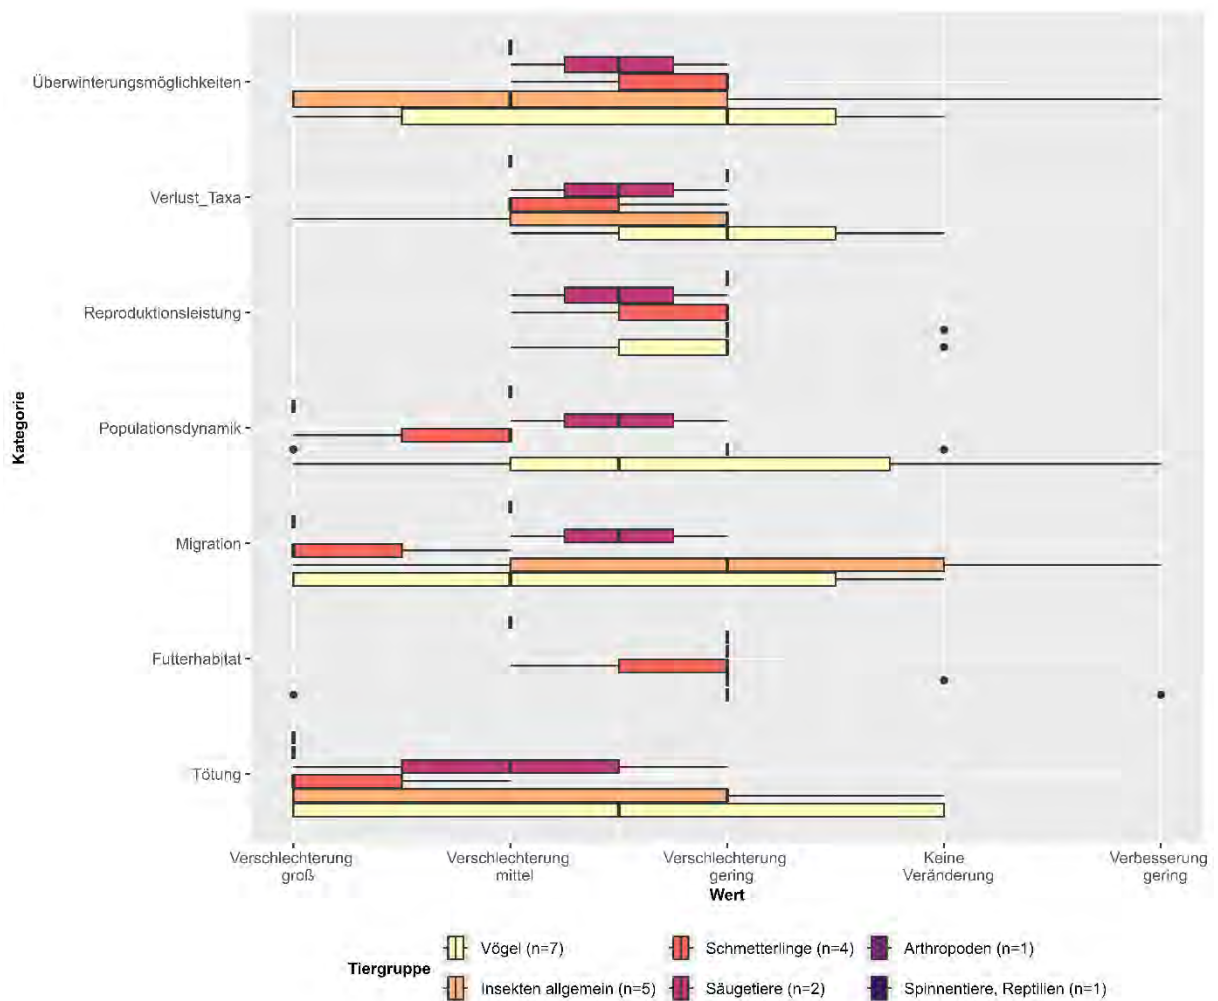 Überwinterungsmöglichkeiten
Verlust_Taxa
Reproduktionsleistung
Populationsdynamik
Migration
Futterhabitat
Tötung
Kategorie
Verschlechterung
groß
Verschlechterung
mittel
Verschlechterung
gering
Keine
Veränderung
Verbesserung
gering
Wert
Tiergruppe
Vögel (n=7)
Insekten allgemein (n=5)
Schmetterlinge (n=4)
Säugetiere (n=2)
Arthropoden (n=1)
Spinnentiere, Reptilien (n=1)